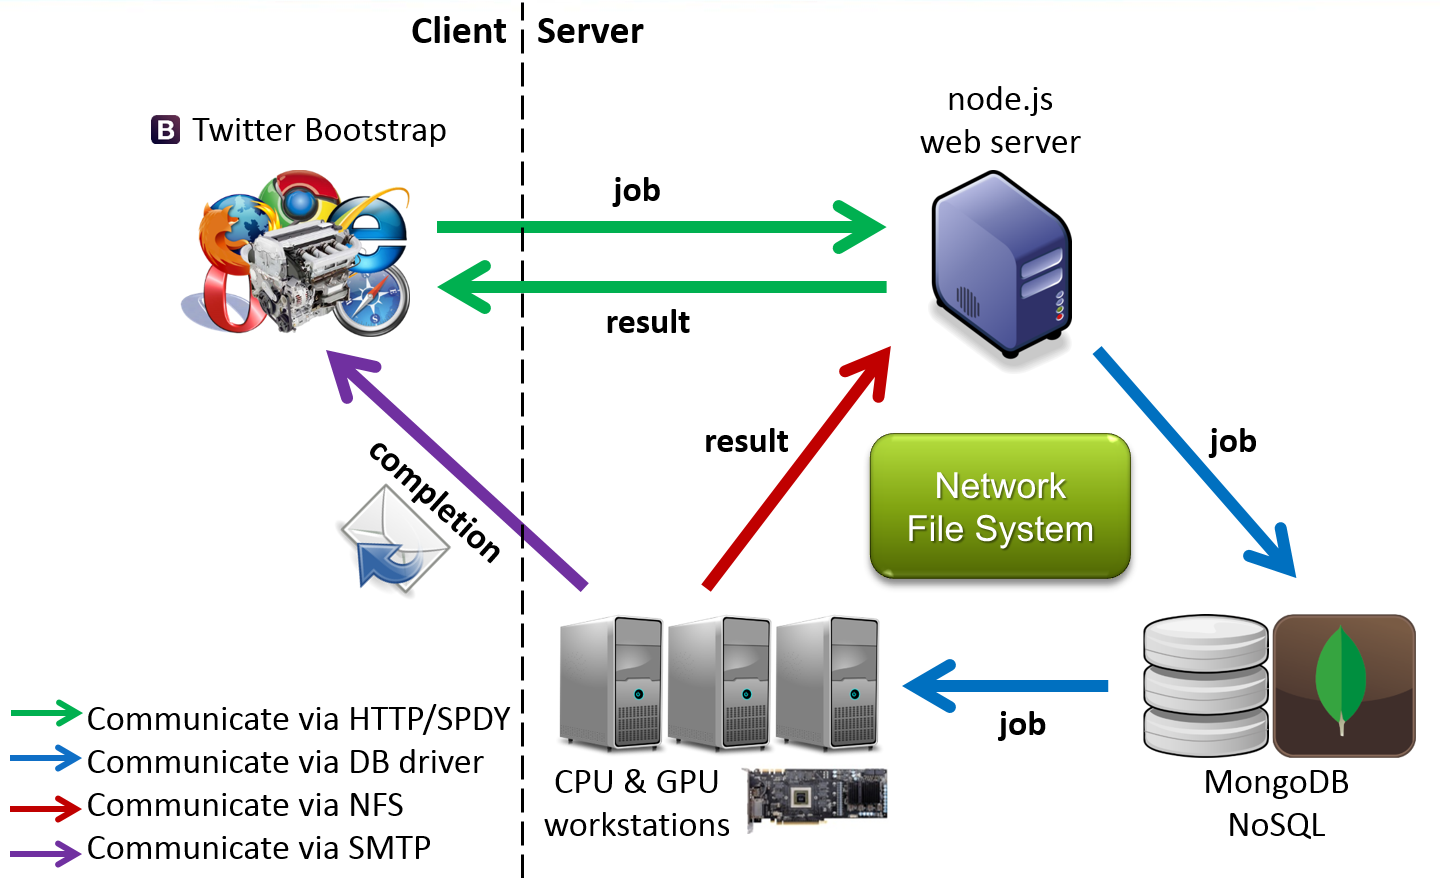 Client
Server
B
Twitter Bootstrap
node.js
web server
job
result
result
job
completion
Network
File System
job
CPU & GPU
workstations
MongoDB
NoSQL
Communicate via HTTP/SPDY
Communicate via DB driver
Communicate via NFS
Communicate via SMTP